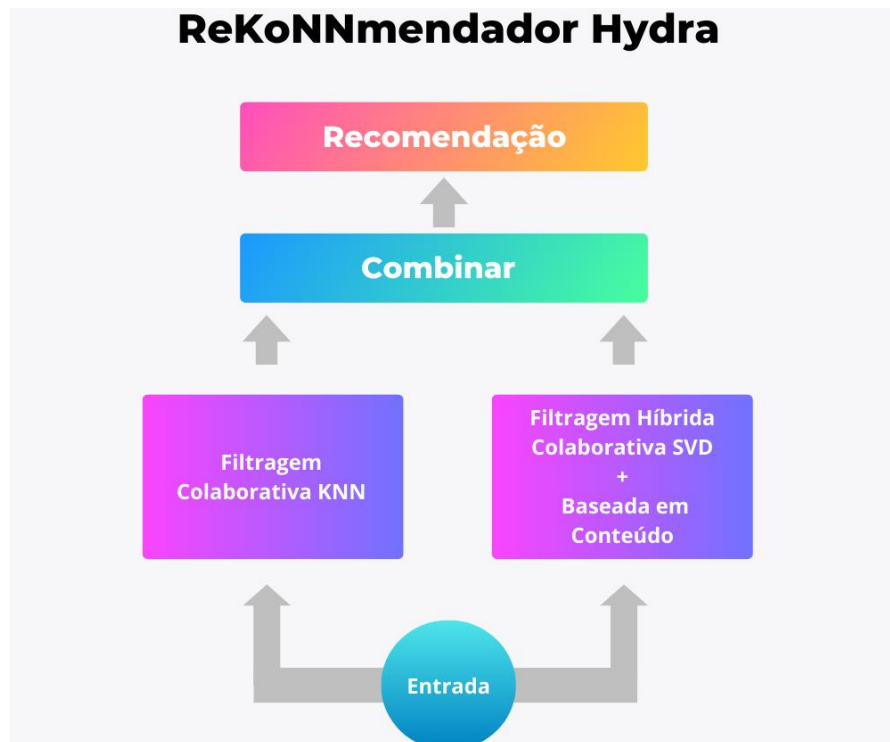 ReKoNNmendador Hydra
Recomendação
Combinar
Filtragem
Colaborativa KNN
Filtragem Híbrida
Colaborativa SVD
+
Baseada em
Conteúdo
Entrada